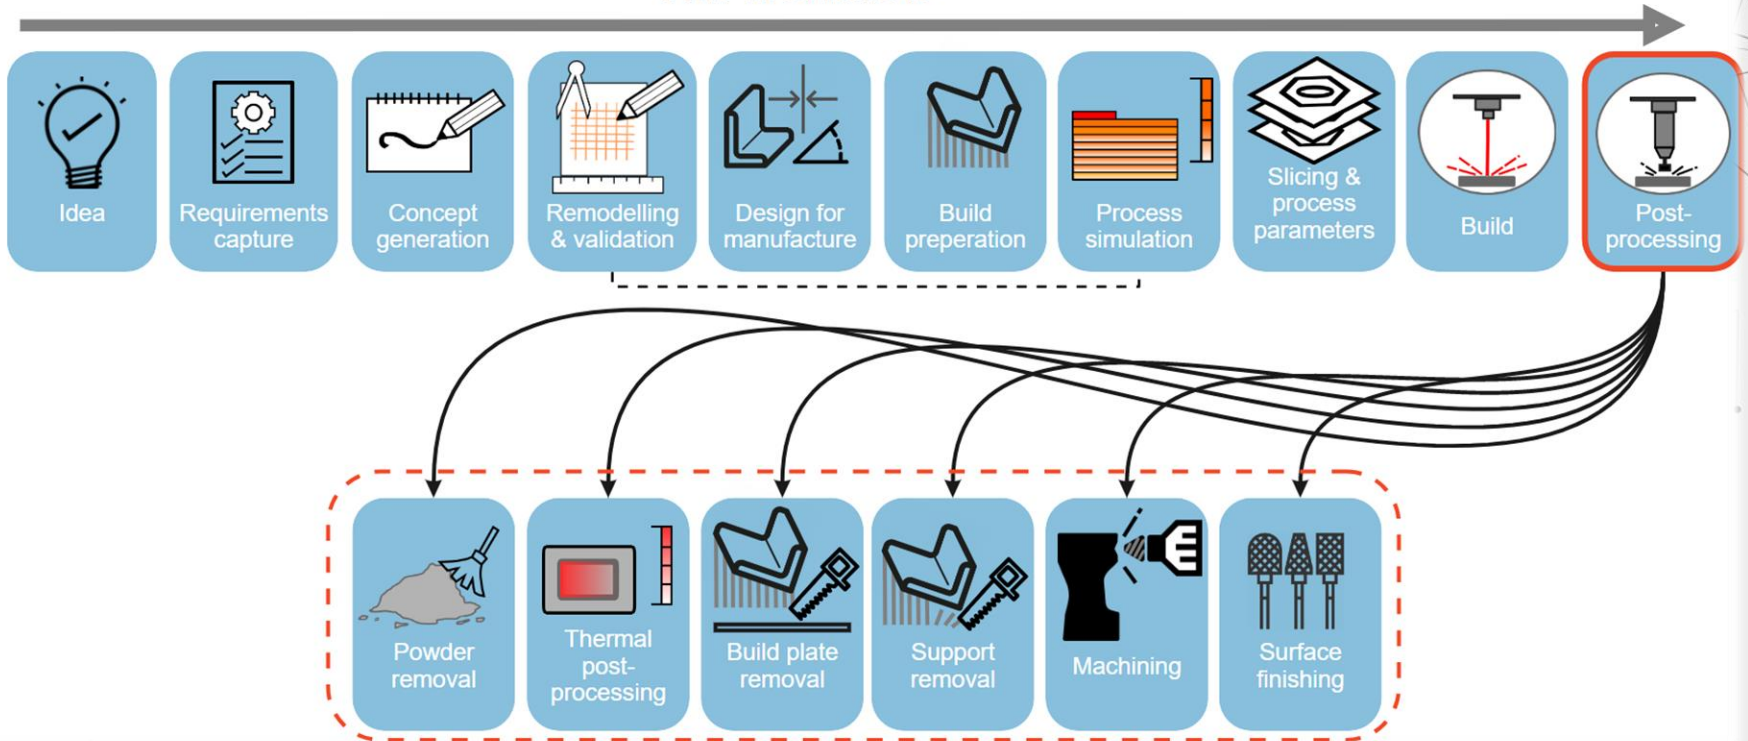 Idea
Requirements
capture
Concept
generation
Remodelling
& validation
Design for
manufacture
Build
preperation
Process
simulation
Slicing &
process
parameters
Build
Post-
processing
Powder
removal
Thermal
post-
processing
Build plate
removal
Support
removal
Machining
Surface
finishing